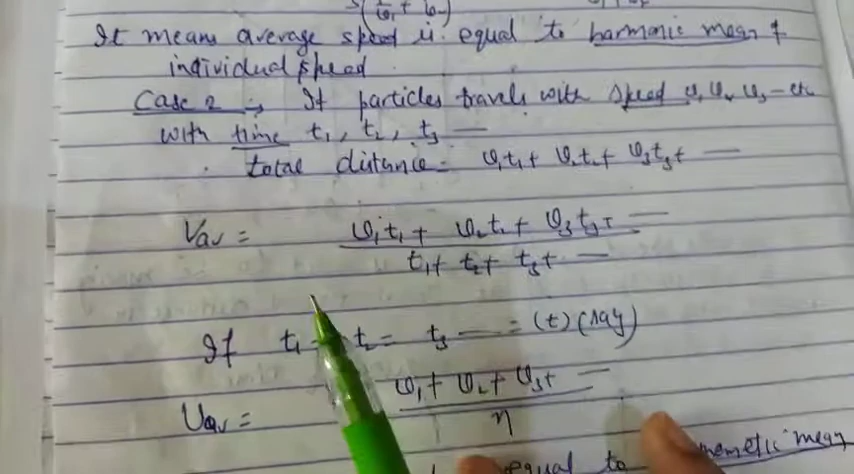 It means average speed is equal to harmonic mean of
individual speed.
Case 2 :→ If particles travels with speed v₁ v₂ v₃ – etc
with time t₁, t₂, t₃ —
total distance = v₁t₁ + v₂t₂ + v₃t₃+ —
Vav = v₁t₁ + v₂t₂ + v₃t₃+ —
t₁+ t₂+ t₃+ —
If t₁ = t₂ = t₃ — = (t) (say)
Vav = v₁ + v₂ + v₃+ —
n
equal to mean